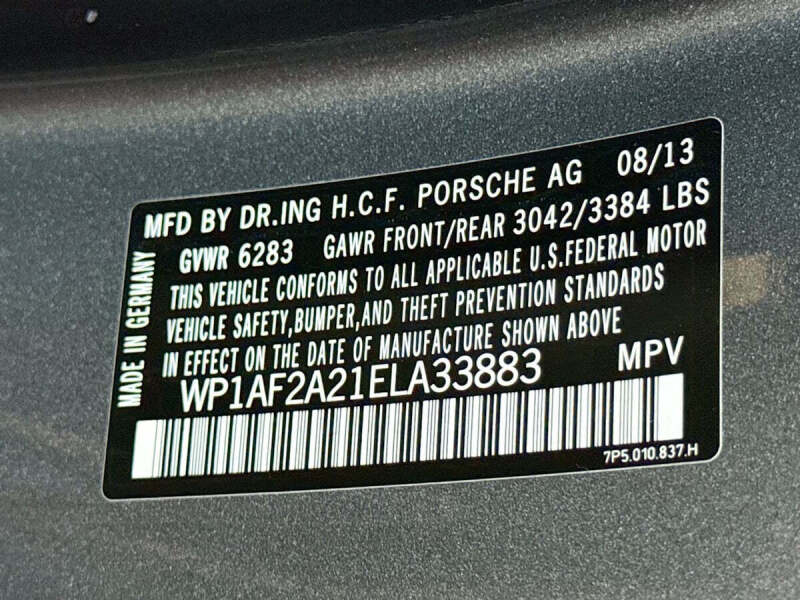 MFD BY DR.ING H.C.F. PORSCHE AG 08/13
GVWR 6283 GAWR FRONT/REAR 3042/3384 LBS
THIS VEHICLE CONFORMS TO ALL APPLICABLE U.S.FEDERAL MOTOR
VEHICLE SAFETY,BUMPER,AND THEFT PREVENTION STANDARDS
IN EFFECT ON THE DATE OF MANUFACTURE SHOWN ABOVE
WP1AF2A21ELA33883 MPV
7P5.010.837.H
MADE IN GERMANY